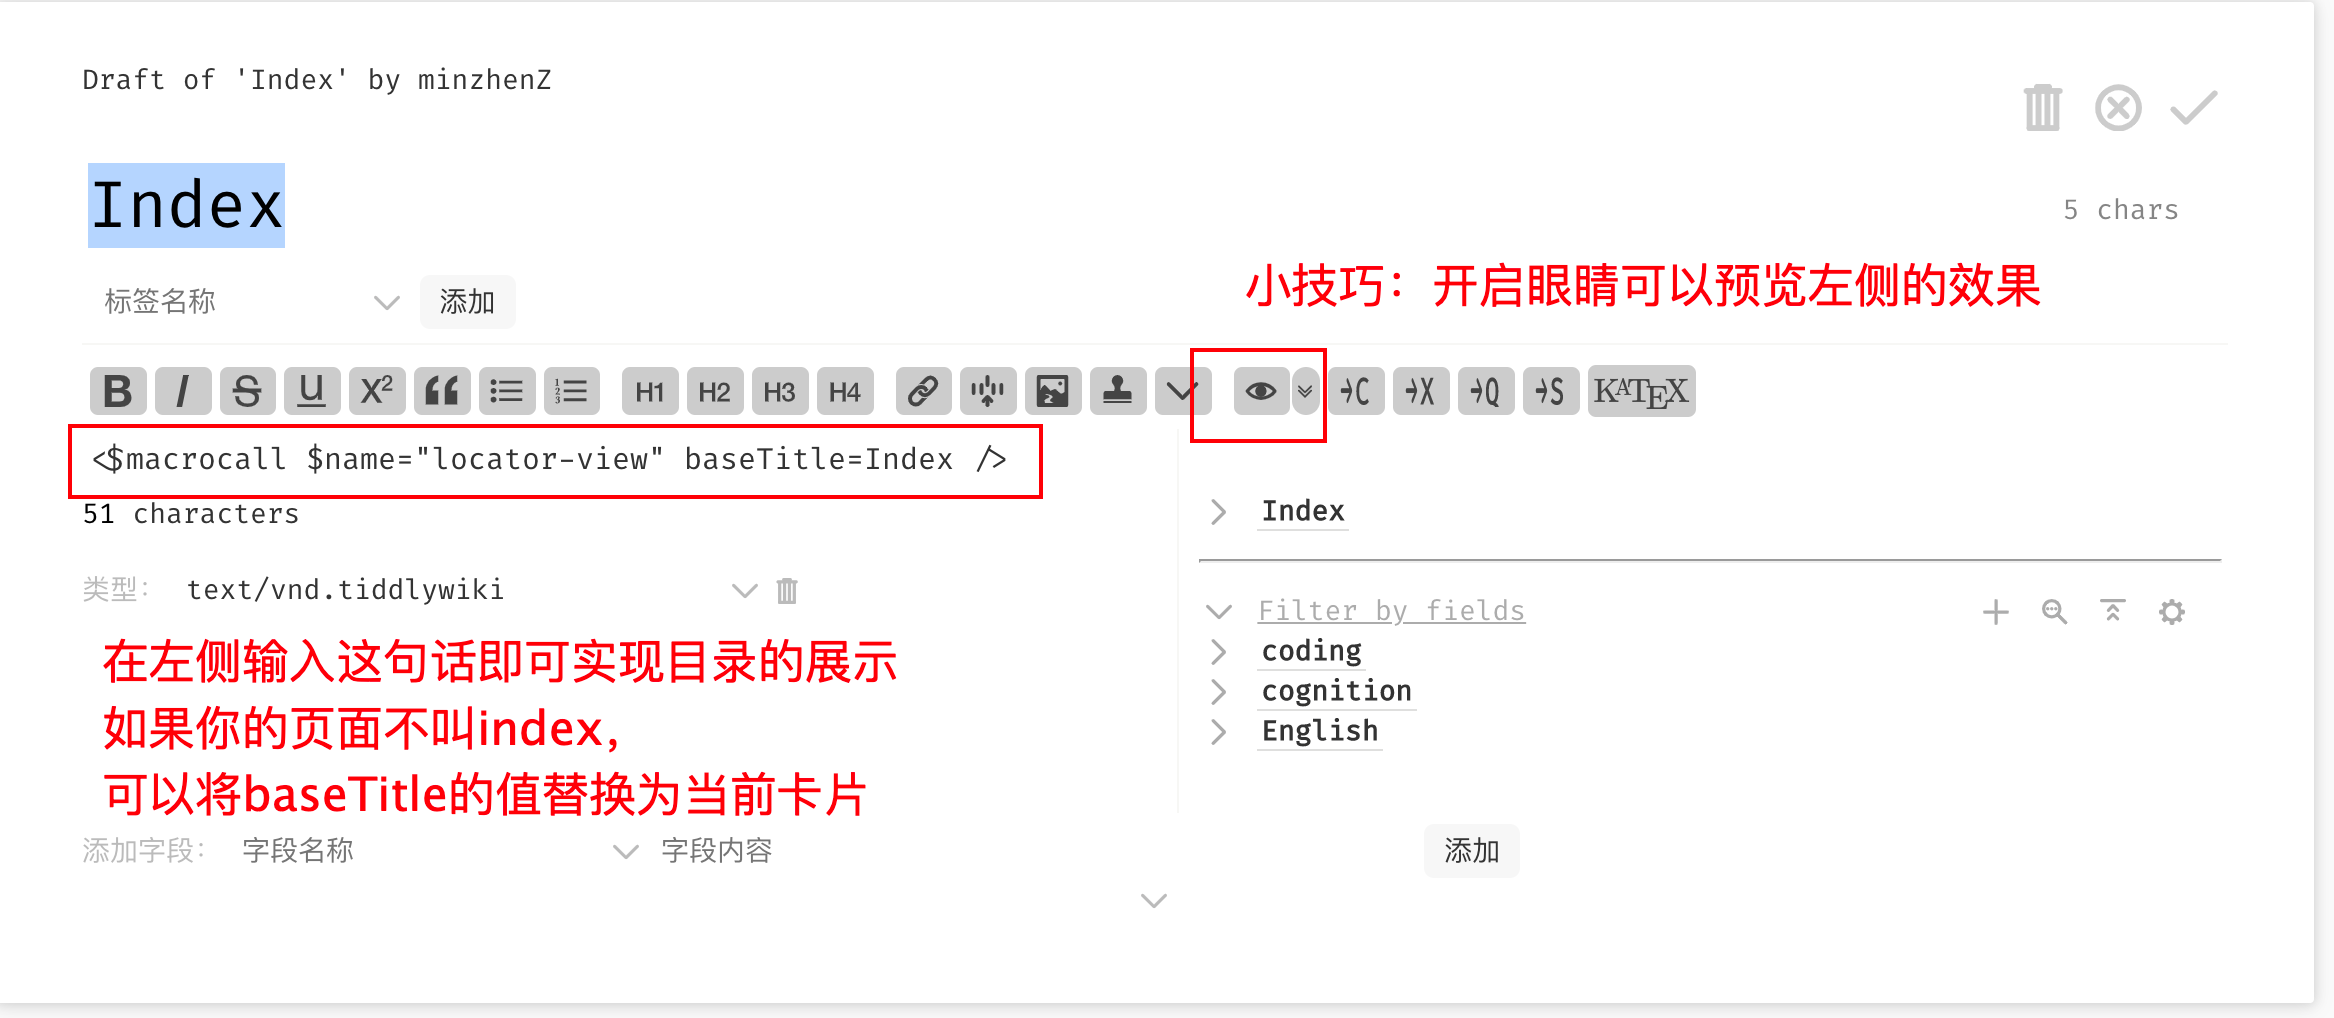 Draft of 'Index' by minzhenZ
Index
5 chars
小技巧：开启眼睛可以预览左侧的效果
标签名称 添加
B I S U X² “ H1 H2 H3 H4 →C →X →Q →S KATEX
<$macrocall $name="locator-view" baseTitle=Index />
51 characters
类型： text/vnd.tiddlywiki
在左侧输入这句话即可实现目录的展示
如果你的页面不叫index，
可以将baseTitle的值替换为当前卡片
Index
Filter by fields
coding
cognition
English
添加字段： 字段名称 字段内容 添加